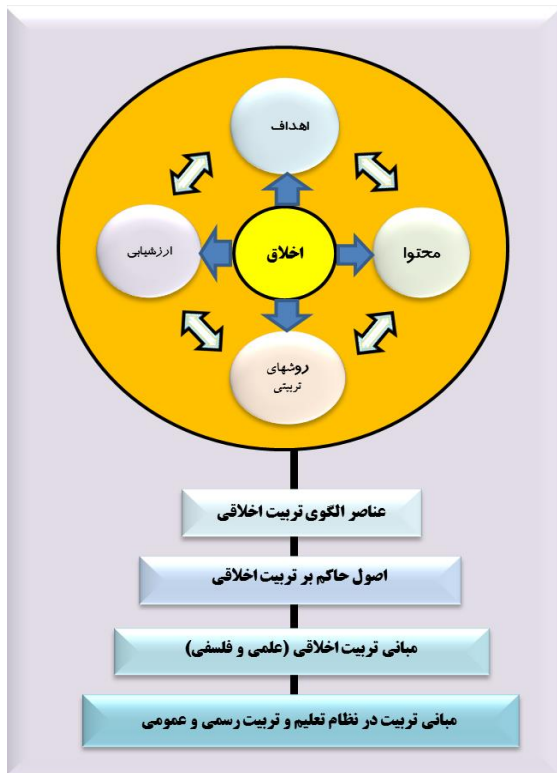 اهداف
ارزشیابی
اخلاق
محتوا
روشهای
تربیتی
عناصر الگوی تربیت اخلاقی
اصول حاکم بر تربیت اخلاقی
مبانی تربیت اخلاقی (علمی و فلسفی)
مبانی تربیت در نظام تعلیم و تربیت رسمی و عمومی